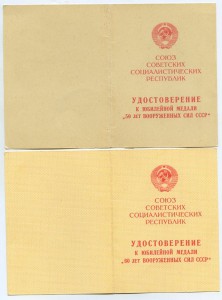 СОЮЗ
СОВЕТСКИХ
СОЦИАЛИСТИЧЕСКИХ
РЕСПУБЛИК
УДОСТОВЕРЕНИЕ
К ЮБИЛЕЙНОЙ МЕДАЛИ
„50 ЛЕТ ВООРУЖЕННЫХ СИЛ СССР"
СОЮЗ
СОВЕТСКИХ
СОЦИАЛИСТИЧЕСКИХ
РЕСПУБЛИК
УДОСТОВЕРЕНИЕ
К ЮБИЛЕЙНОЙ МЕДАЛИ
ЛЕТ ВООРУЖЕННЫХ СИЛ СССР"